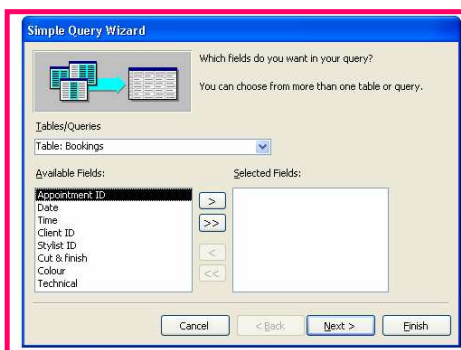 Simple Query Wizard
Which fields do you want in your query?
You can choose from more than one table or query.
Tables/Queries
Table: Bookings
Available Fields:
Selected Fields:
Appointment ID
Date
Time
Client ID
Stylist ID
Cut & finish
Colour
Technical
>
>>
<
<<
Cancel
< Back
Next >
Finish